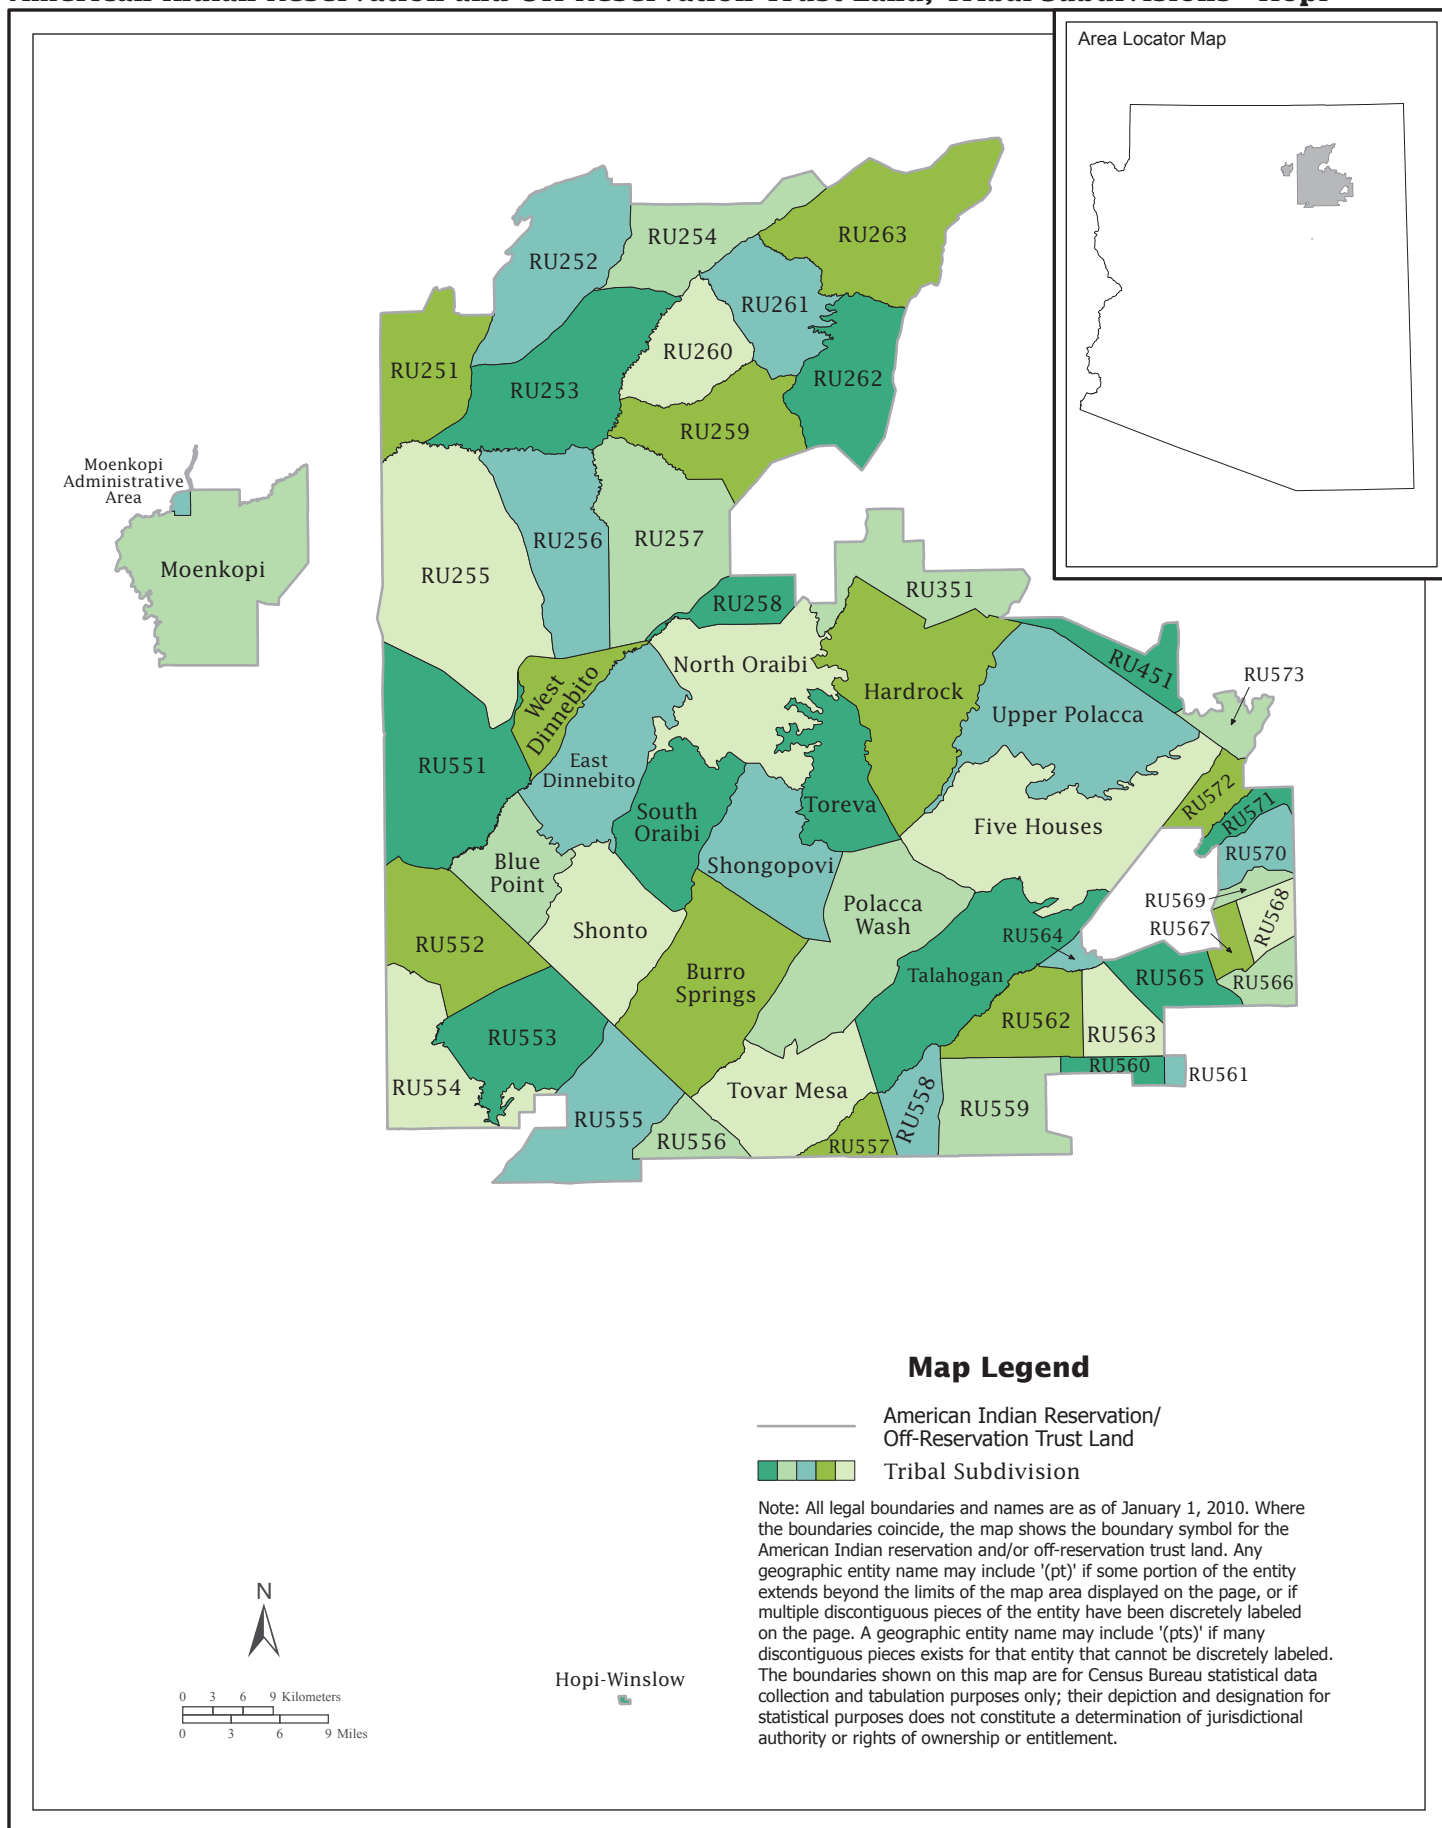 American Indian Reservation and Off-Reservation Trust Land, Tribal Subdivisions - Hopi
Area Locator Map
RU263
RU254
RU252
RU261
RU260
RU251
RU253
RU262
RU259
Moenkopi
Administrative
Area
RU256
RU257
Moenkopi
RU255
RU351
RU258
North Oraibi
RU451
RU573
West
Dinnebito
Hardrock
Upper Polacca
RU551
East
Dinnebito
RU572
RU571
South
Oraibi
Toreva
Five Houses
Blue
Point
Shongopovi
RU570
Polacca
Wash
RU569
RU568
RU567
Shonto
RU552
RU564
Burro
Springs
Talahogan
RU565
RU566
RU553
RU562
RU563
RU554
RU560
RU561
Tovar Mesa
RU555
RU558
RU559
RU556
RU557
Map Legend
American Indian Reservation/
Off-Reservation Trust Land
Tribal Subdivision
Note: All legal boundaries and names are as of January 1, 2010. Where
the boundaries coincide, the map shows the boundary symbol for the
American Indian reservation and/or off-reservation trust land. Any
geographic entity name may include '(pt)' if some portion of the entity
extends beyond the limits of the map area displayed on the page, or if
multiple discontiguous pieces of the entity have been discretely labeled
on the page. A geographic entity name may include '(pts)' if many
discontiguous pieces exists for that entity that cannot be discretely labeled.
The boundaries shown on this map are for Census Bureau statistical data
collection and tabulation purposes only; their depiction and designation for
statistical purposes does not constitute a determination of jurisdictional
authority or rights of ownership or entitlement.
N
Hopi-Winslow
0 3 6 9 Kilometers
0 3 6 9 Miles